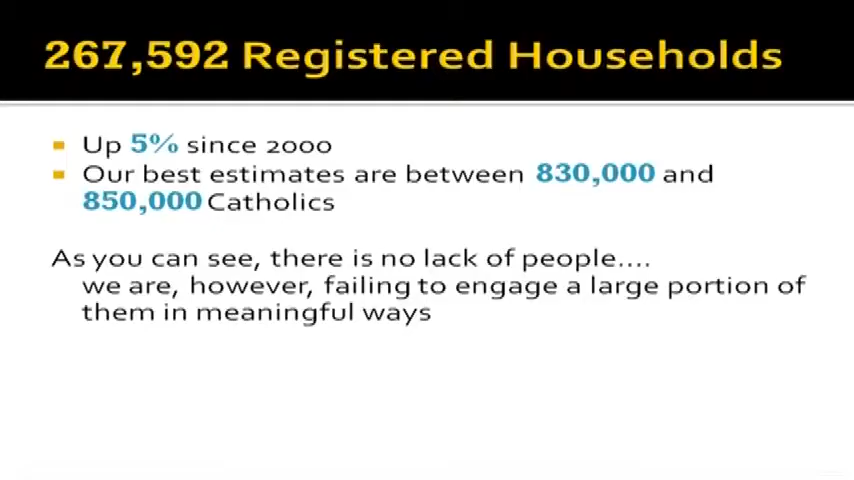 267,592 Registered Households
Up 5% since 2000
Our best estimates are between 830,000 and
850,000 Catholics
As you can see, there is no lack of people....
we are, however, failing to engage a large portion of
them in meaningful ways